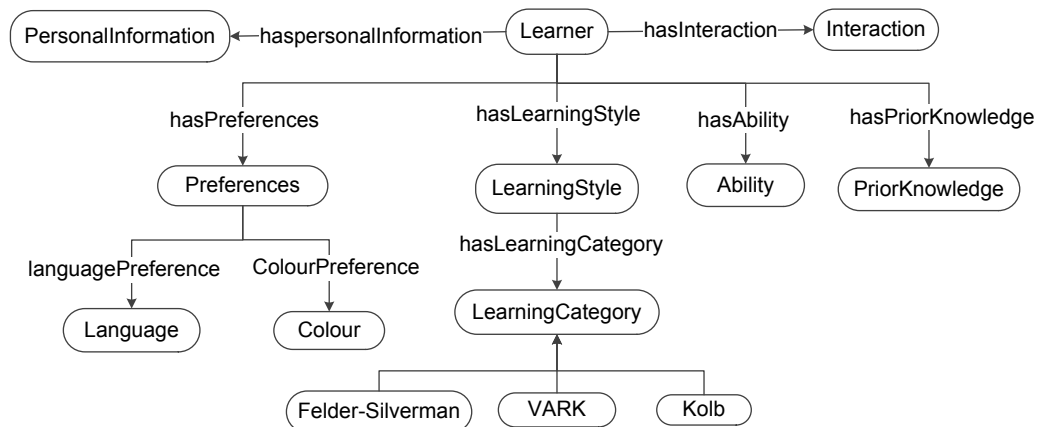 PersonalInformation
haspersonalInformation
Learner
hasInteraction
Interaction
hasPreferences
hasLearningStyle
hasAbility
hasPriorKnowledge
Preferences
LearningStyle
Ability
PriorKnowledge
hasLearningCategory
languagePreference
ColourPreference
LearningCategory
Language
Colour
Felder-Silverman
VARK
Kolb